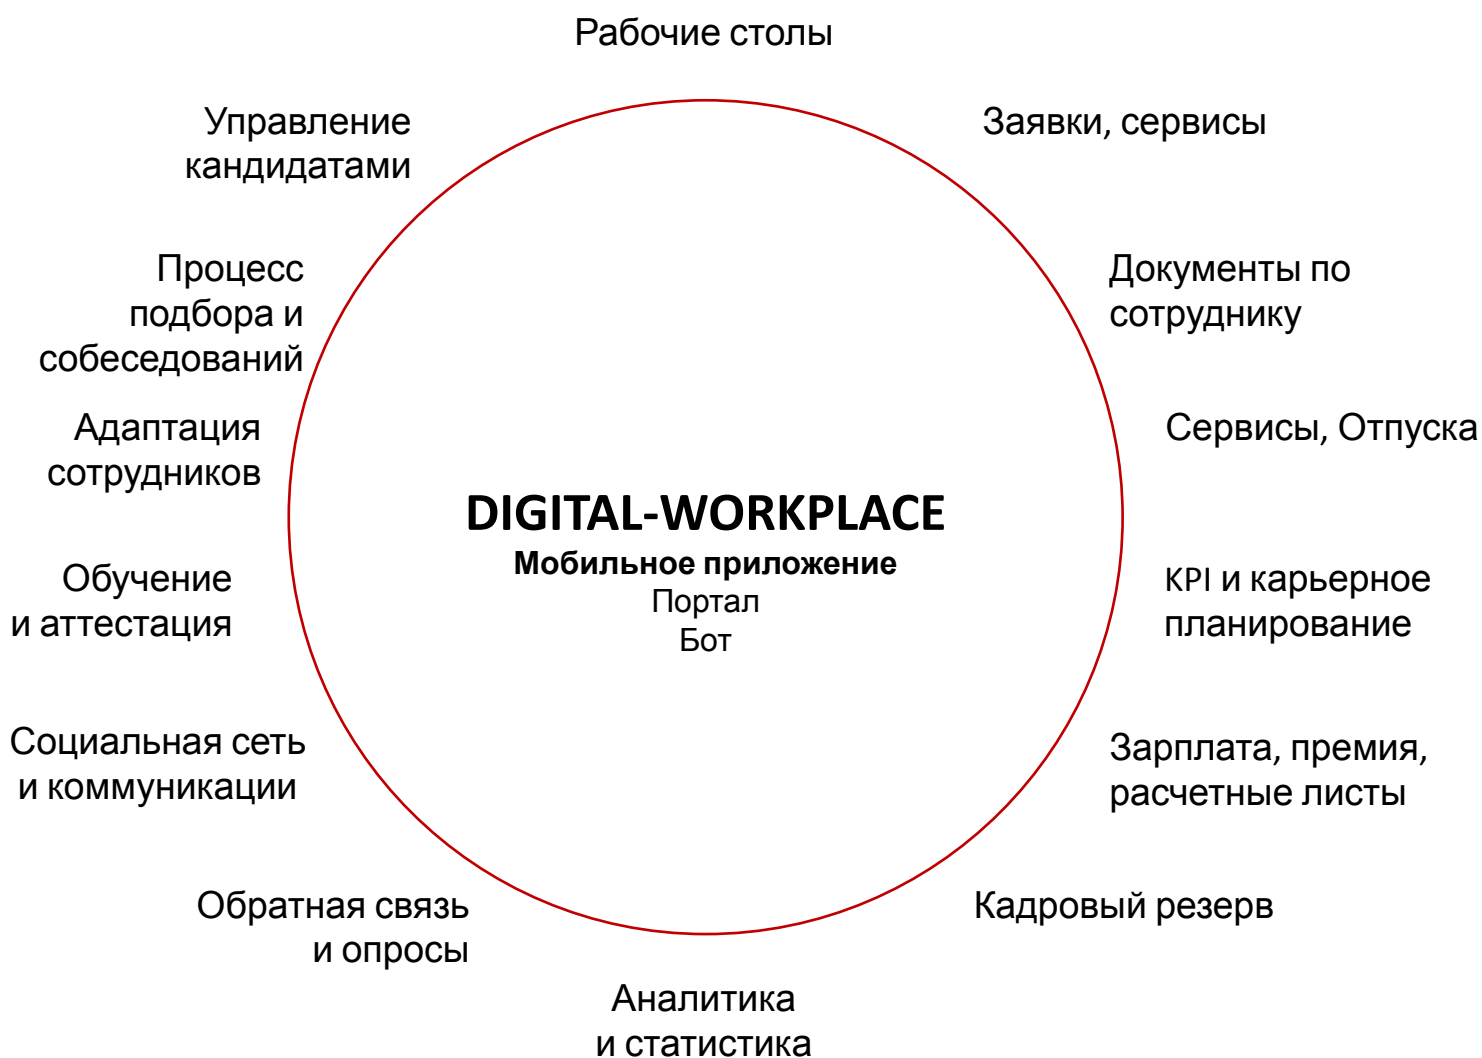 Рабочие столы
Управление
кандидатами
Заявки, сервисы
Процесс
подбора и
собеседований
Документы по
сотруднику
Адаптация
сотрудников
Сервисы, Отпуска
DIGITAL-WORKPLACE
Мобильное приложение
Портал
Бот
Обучение
и аттестация
KPI и карьерное
планирование
Социальная сеть
и коммуникации
Зарплата, премия,
расчетные листы
Обратная связь
и опросы
Кадровый резерв
Аналитика
и статистика